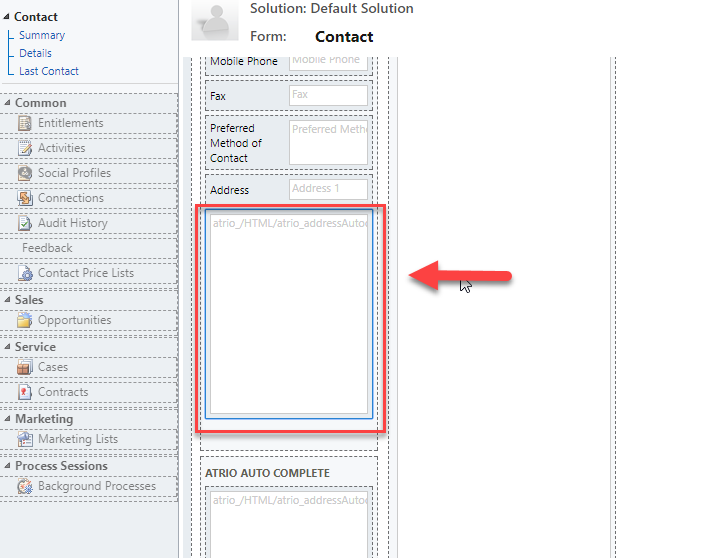 Contact
Summary
Details
Last Contact
Common
Entitlements
Activities
Social Profiles
Connections
Audit History
Feedback
Contact Price Lists
Sales
Opportunities
Service
Cases
Contracts
Marketing
Marketing Lists
Process Sessions
Background Processes
Solution: Default Solution
Form: Contact
Mobile Phone Mobile Phone
Fax Fax
Preferred Method of Contact
Preferred Meth
Address Address 1
atrio_/HTML/atrio_addressAuto
ATRIO AUTO COMPLETE
atrio_/HTML/atrio_addressAuto